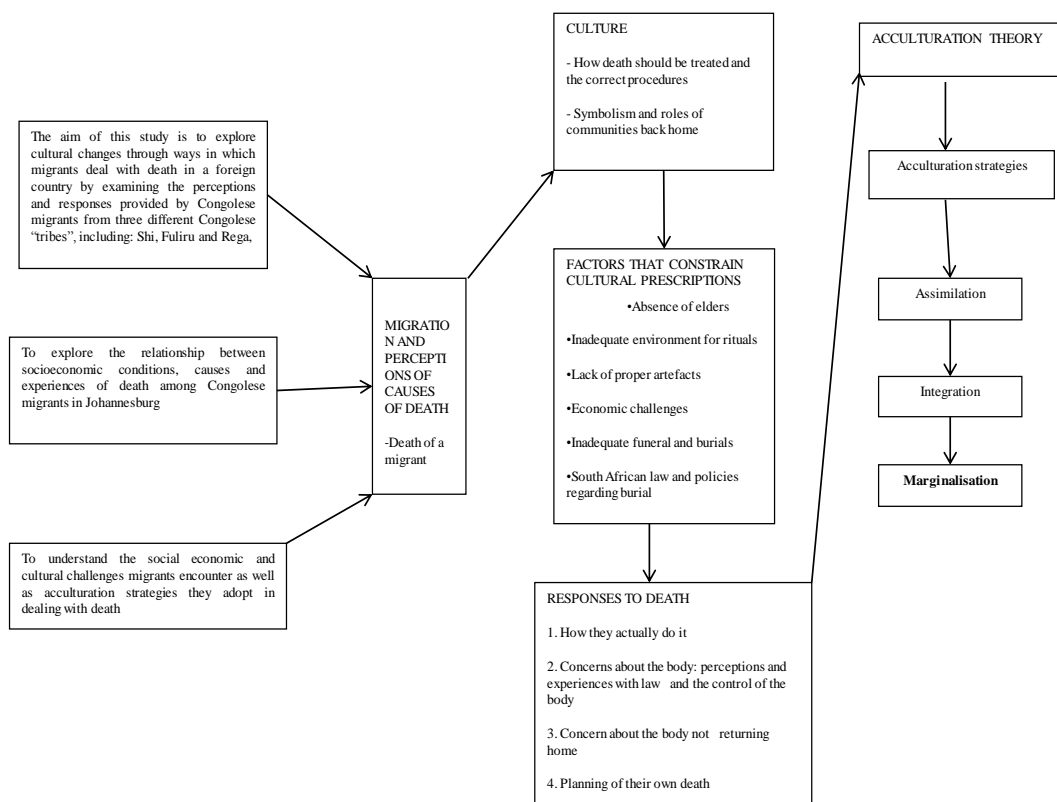 The aim of this study is to explore
cultural changes through ways in which
migrants deal with death in a foreign
country by examining the perceptions
and responses provided by Congolese
migrants from three different Congolese
“tribes”, including: Shi, Fuliru and Rega,
To explore the relationship between
socioeconomic conditions, causes and
experiences of death among Congolese
migrants in Johannesburg
To understand the social economic and
cultural challenges migrants encounter as well
as acculturation strategies they adopt in
dealing with death
MIGRATIO
N AND
PERCEPTI
ONS OF
CAUSES
OF DEATH
-Death of a
migrant
CULTURE
- How death should be treated and
the correct procedures
- Symbolism and roles of
communities back home
FACTORS THAT CONSTRAIN
CULTURAL PRESCRIPTIONS
•Absence of elders
•Inadequate environment for rituals
•Lack of proper artefacts
•Economic challenges
•Inadequate funeral and burials
•South African law and policies
regarding burial
RESPONSES TO DEATH
1. How they actually do it
2. Concerns about the body: perceptions and
experiences with law and the control of the
body
3. Concern about the body not returning
home
4. Planning of their own death
ACCULTURATION THEORY
Acculturation strategies
Assimilation
Integration
Marginalisation